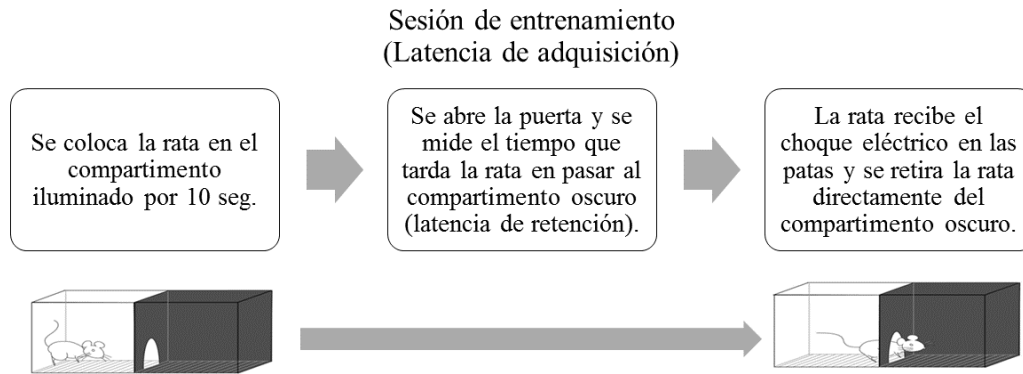 Sesión de entrenamiento
(Latencia de adquisición)
Se coloca la rata en el
compartimento
iluminado por 10 seg.
Se abre la puerta y se
mide el tiempo que
tarda la rata en pasar al
compartimento oscuro
(latencia de retención).
La rata recibe el
choque eléctrico en las
patas y se retira la rata
directamente del
compartimento oscuro.